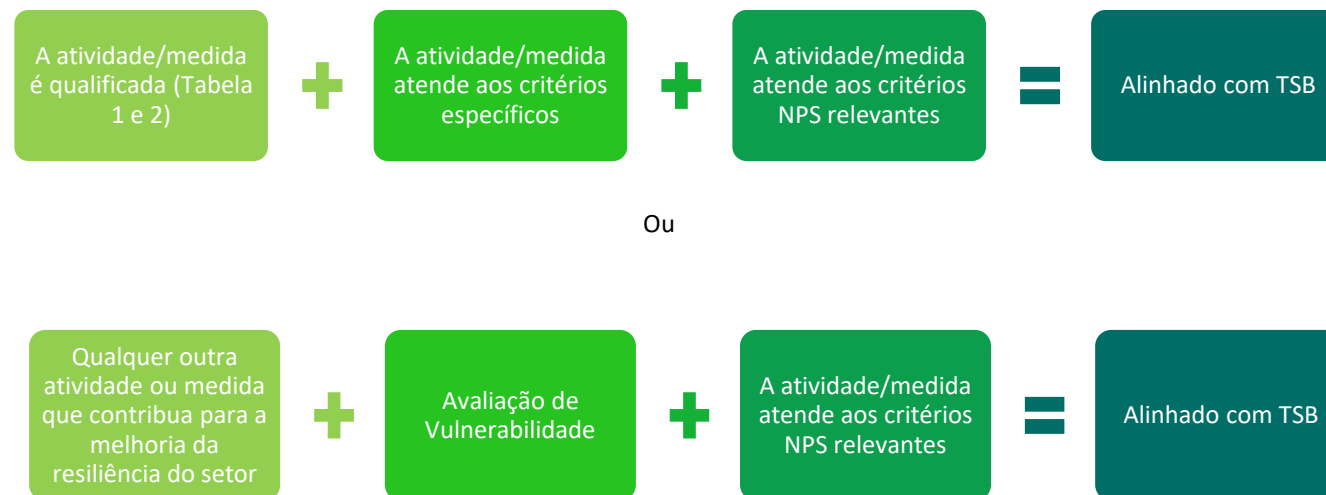 A atividade/medida
é qualificada (Tabela
1 e 2)
A atividade/medida
atende aos critérios
específicos
A atividade/medida
atende aos critérios
NPS relevantes
Alinhado com TSB
Ou
Qualquer outra
atividade ou medida
que contribua para a
melhoria da
resiliência do setor
Avaliação de
Vulnerabilidade
A atividade/medida
atende aos critérios
NPS relevantes
Alinhado com TSB